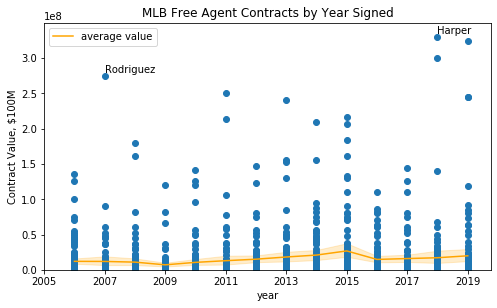 MLB Free Agent Contracts by Year Signed
1e8
average value
Harper
Rodriguez
Contract Value, $100M
3.0
2.5
2.0
1.5
1.0
0.5
0.0
2005
2007
2009
2011
2013
2015
2017
2019
year